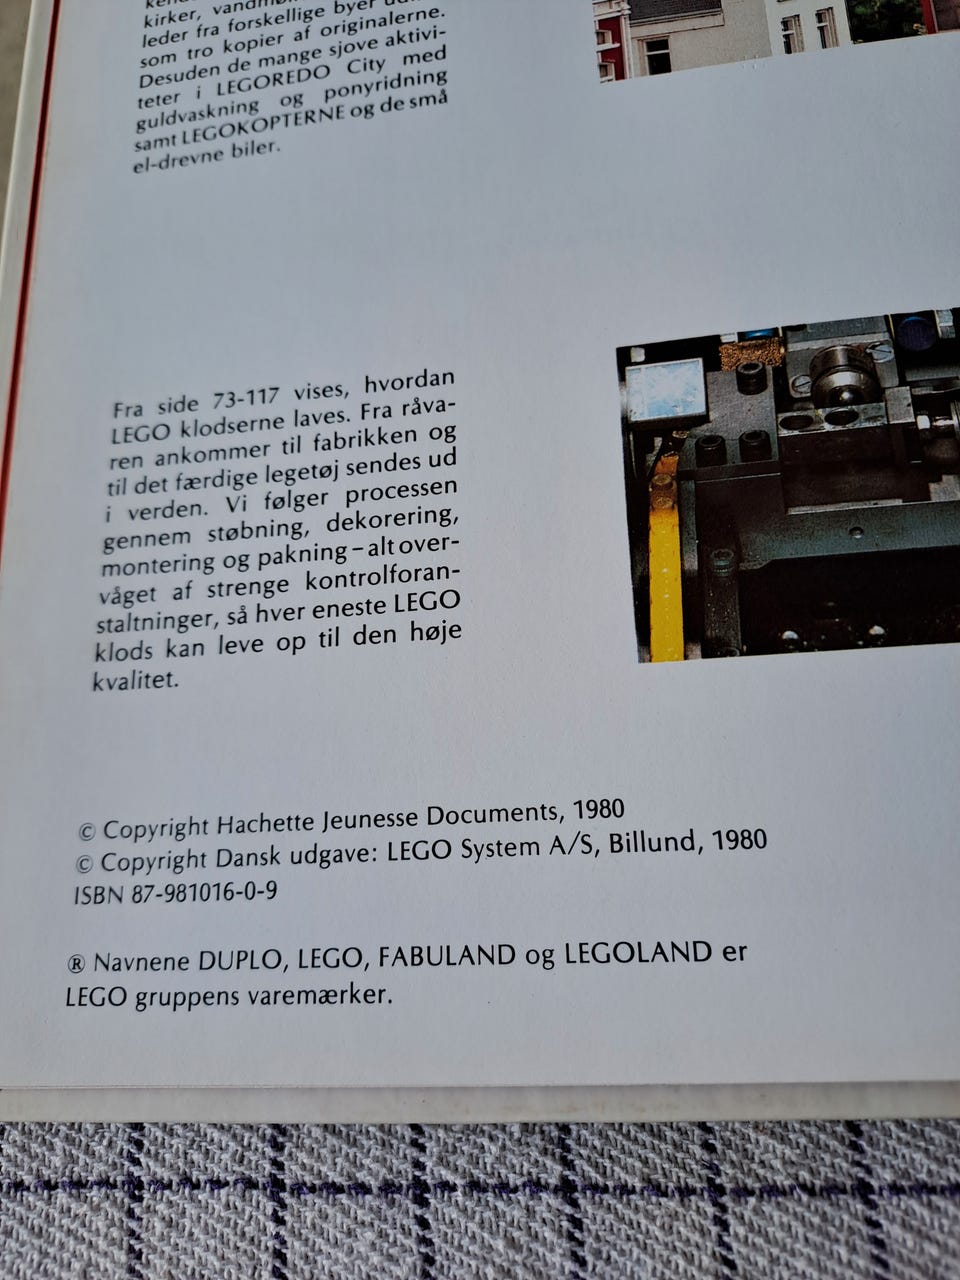 kirker,
leder fra forskellige byer
som tro kopier af originalerne.
Desuden de mange sjove aktivi-
teter i LEGOREDO City med
guldvaskning og ponyridning
samt LEGOKOPTERNE og de små
el-drevne biler.
Fra side 73-117 vises, hvordan
LEGO klodserne laves. Fra råva-
ren ankommer til fabrikken og
til det færdige legetøj sendes ud
i verden. Vi følger processen
gennem støbning, dekorering,
montering og pakning – alt over-
våget af strenge kontrolforan-
staltninger, så hver eneste LEGO
klods kan leve op til den høje
kvalitet.
© Copyright Hachette Jeunesse Documents, 1980
© Copyright Dansk udgave: LEGO System A/S, Billund, 1980
ISBN 87-981016-0-9
® Navnene DUPLO, LEGO, FABULAND og LEGOLAND er
LEGO gruppens varemærker.